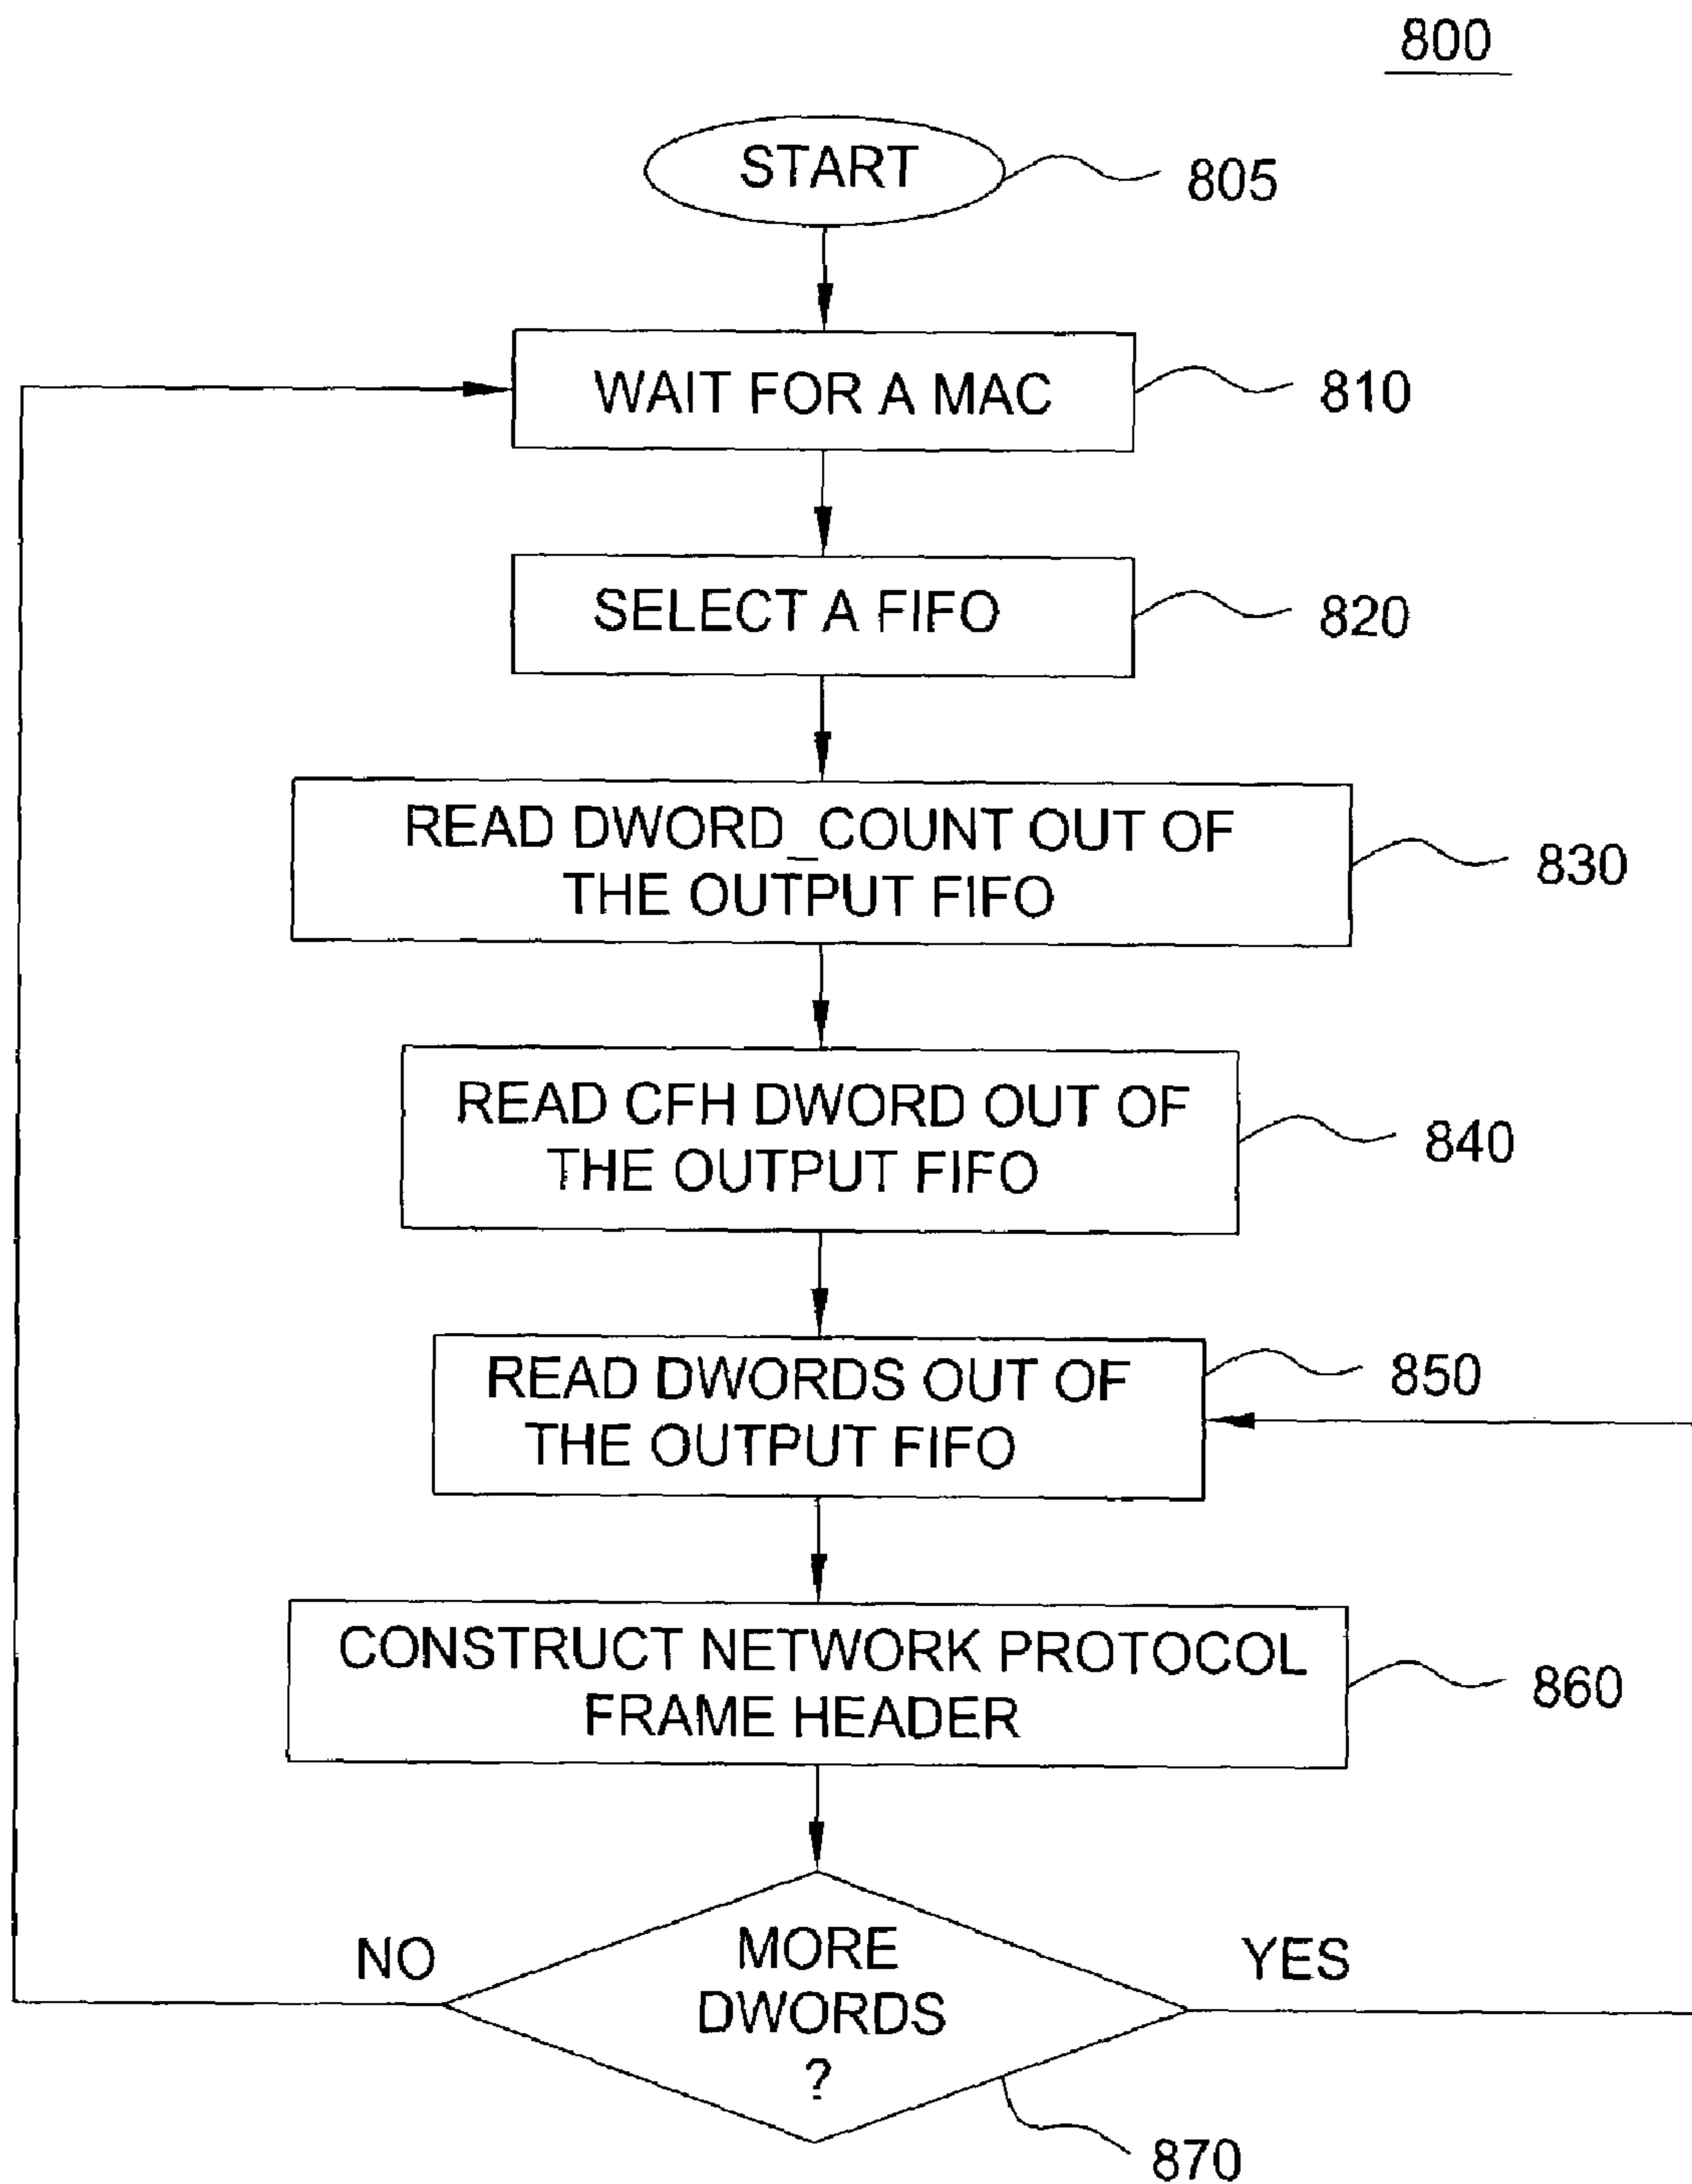 800
START
805
WAIT FOR A MAC
810
SELECT A FIFO
820
READ DWORD_COUNT OUT OF
THE OUTPUT FIFO
830
READ CFH DWORD OUT OF
THE OUTPUT FIFO
840
READ DWORDS OUT OF
THE OUTPUT FIFO
850
CONSTRUCT NETWORK PROTOCOL
FRAME HEADER
860
NO
MORE
DWORDS
?
YES
870